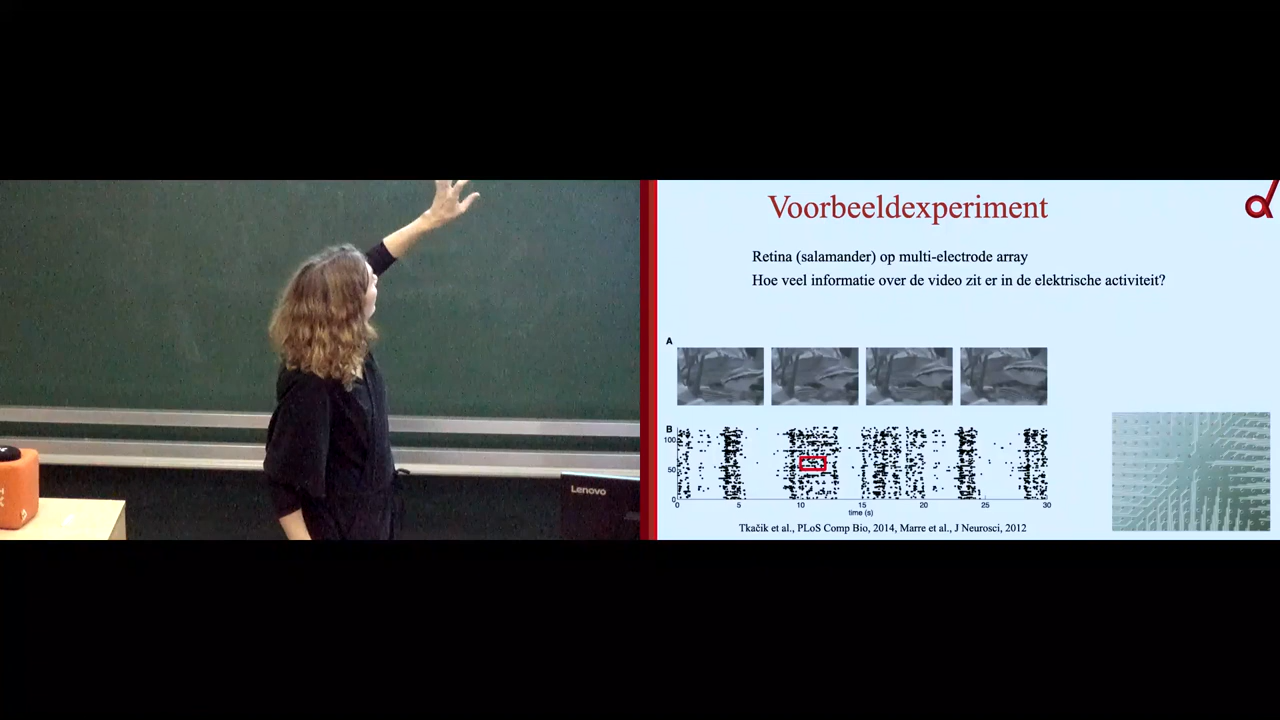 Voorbeeldexperiment
Retina (salamander) op multi-electrode array
Hoe veel informatie over de video zit er in de elektrische activiteit?
A
B
100
50
0
0 5 10 15 20 25 30
time (s)
Tkačik et al., PLoS Comp Bio, 2014, Marre et al., J Neurosci, 2012
Lenovo